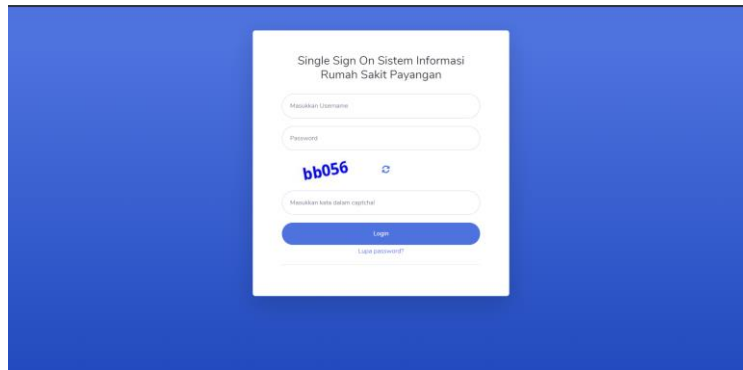 Single Sign On Sistem Informasi
Rumah Sakit Payangan
Masukkan Username
Password
bb056
Masukkan kata dalam captcha!
Login
Lupa password?